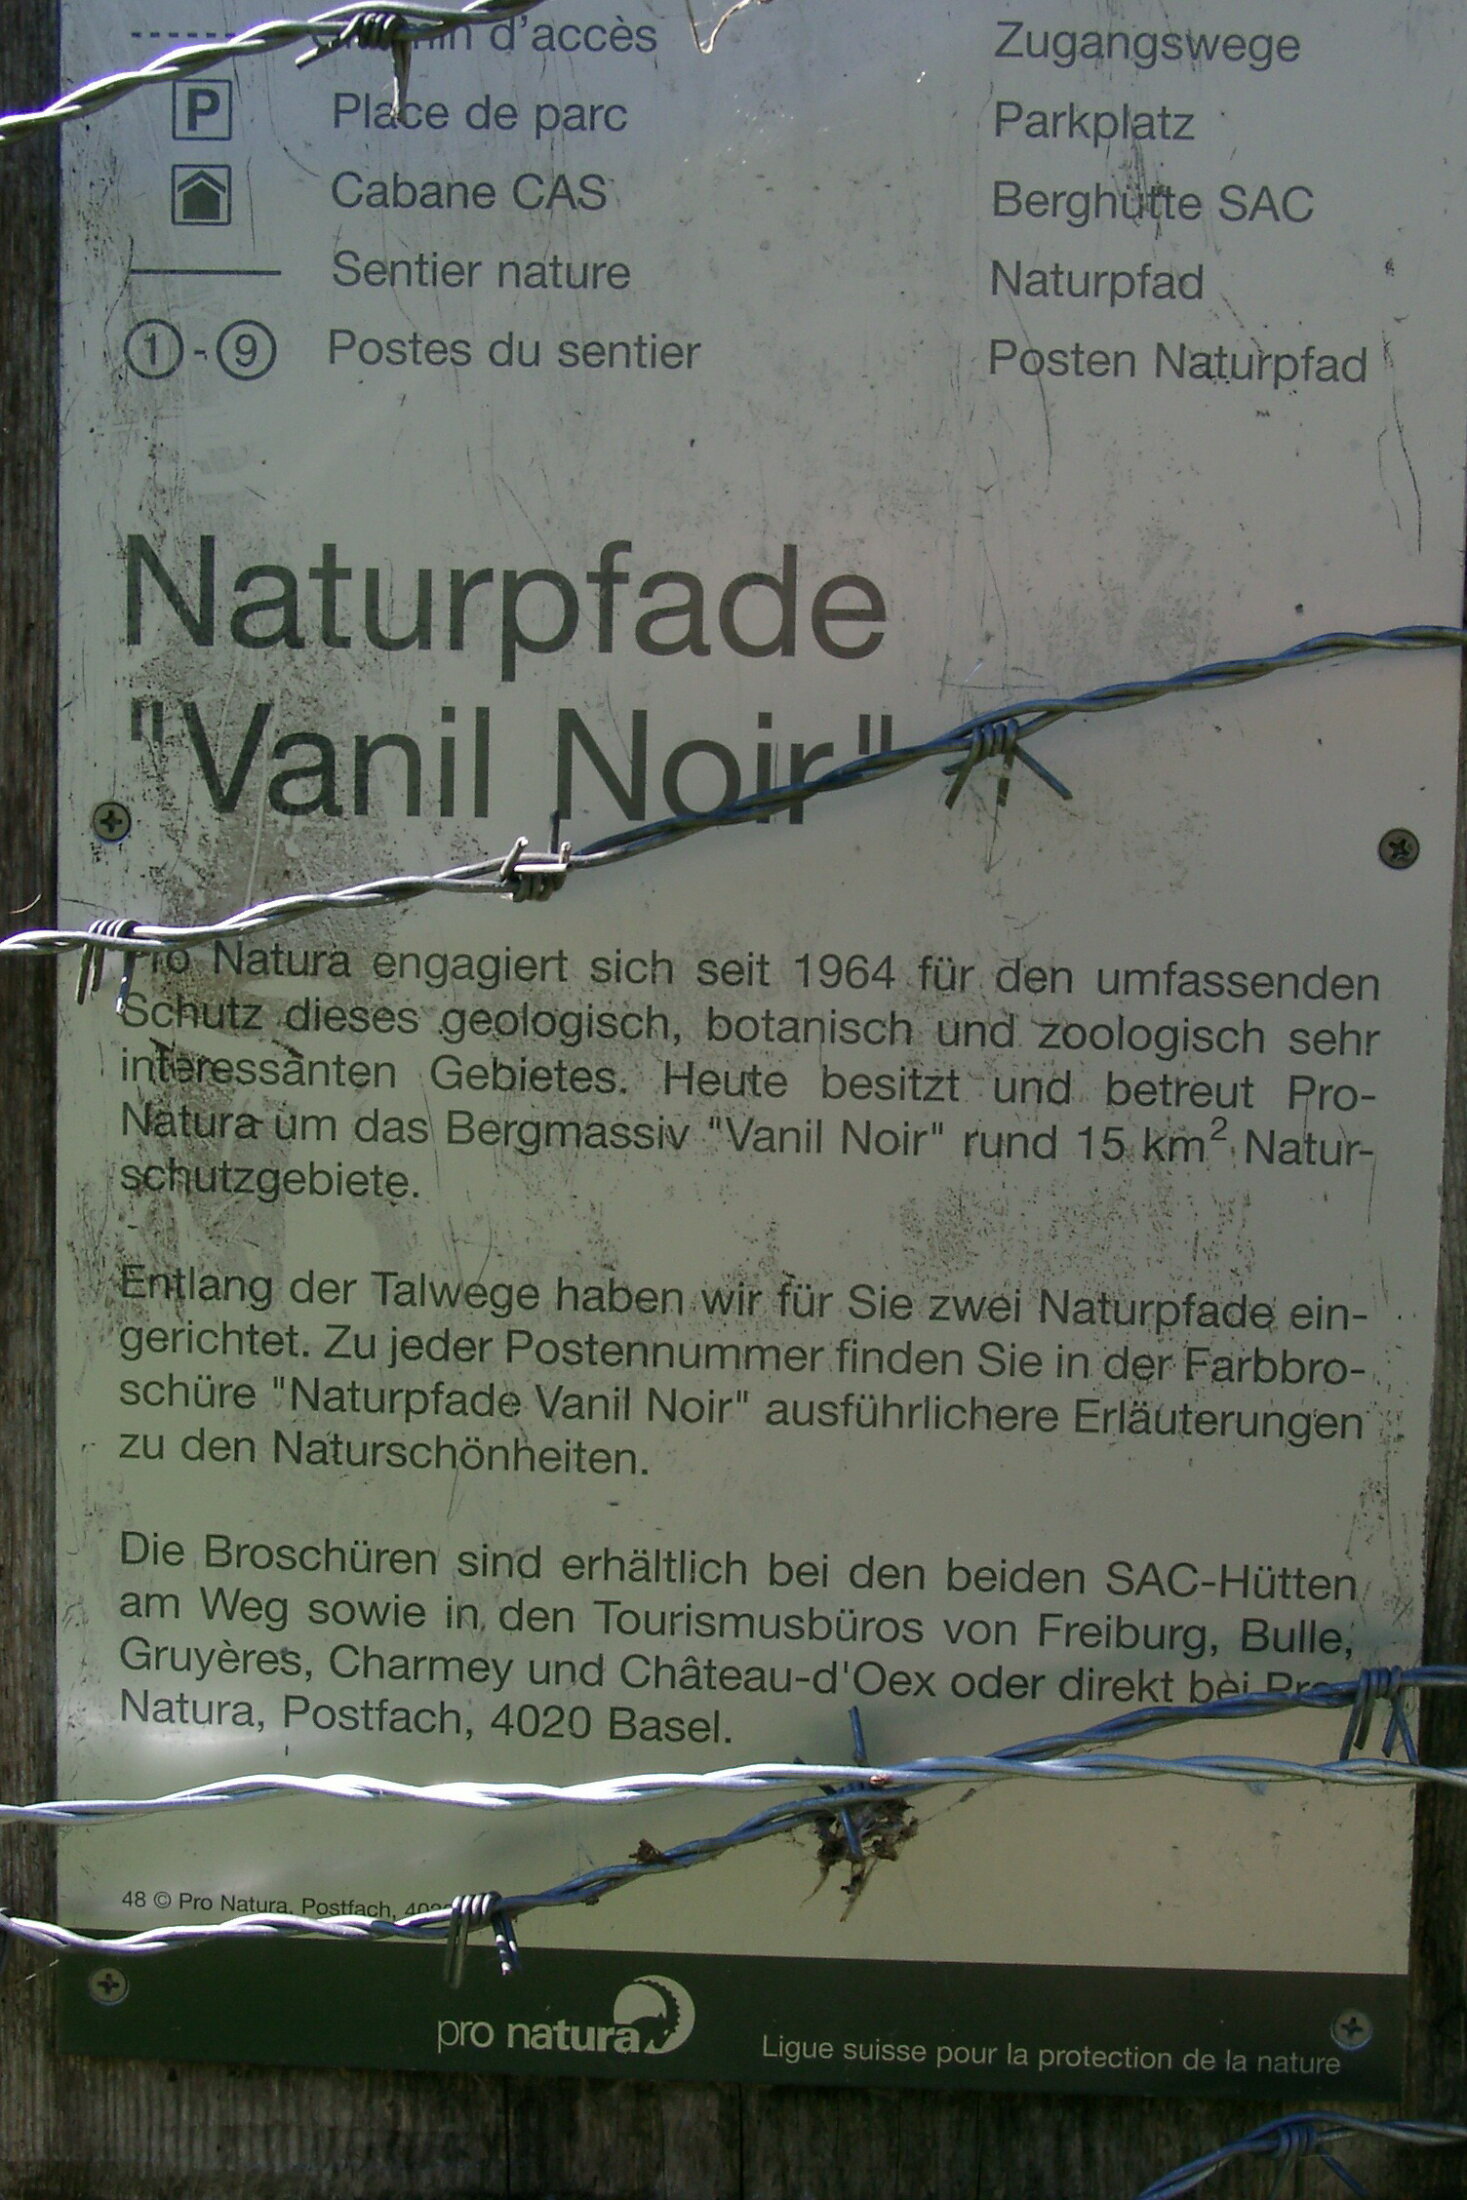 d'accès Zugangswege
P Place de parc Parkplatz
Cabane CAS Berghütte SAC
Sentier nature Naturpfad
1 - 9 Postes du sentier Posten Naturpfad
Naturpfade
"Vanil Noir"
Pro Natura engagiert sich seit 1964 für den umfassenden
Schutz dieses geologisch, botanisch und zoologisch sehr
interessanten Gebietes. Heute besitzt und betreut Pro-
Natura um das Bergmassiv "Vanil Noir" rund 15 km² Natur-
schutzgebiete.
Entlang der Talwege haben wir für Sie zwei Naturpfade ein-
gerichtet. Zu jeder Postennummer finden Sie in der Farbbro-
schüre "Naturpfade Vanil Noir" ausführlichere Erläuterungen
zu den Naturschönheiten.
Die Broschüren sind erhältlich bei den beiden SAC-Hütten
am Weg sowie in den Tourismusbüros von Freiburg, Bulle,
Gruyères, Charmey und Château-d'Oex oder direkt bei Pro
Natura, Postfach, 4020 Basel.
48 © Pro Natura, Postfach,
pro natura
Ligue suisse pour la protection de la nature